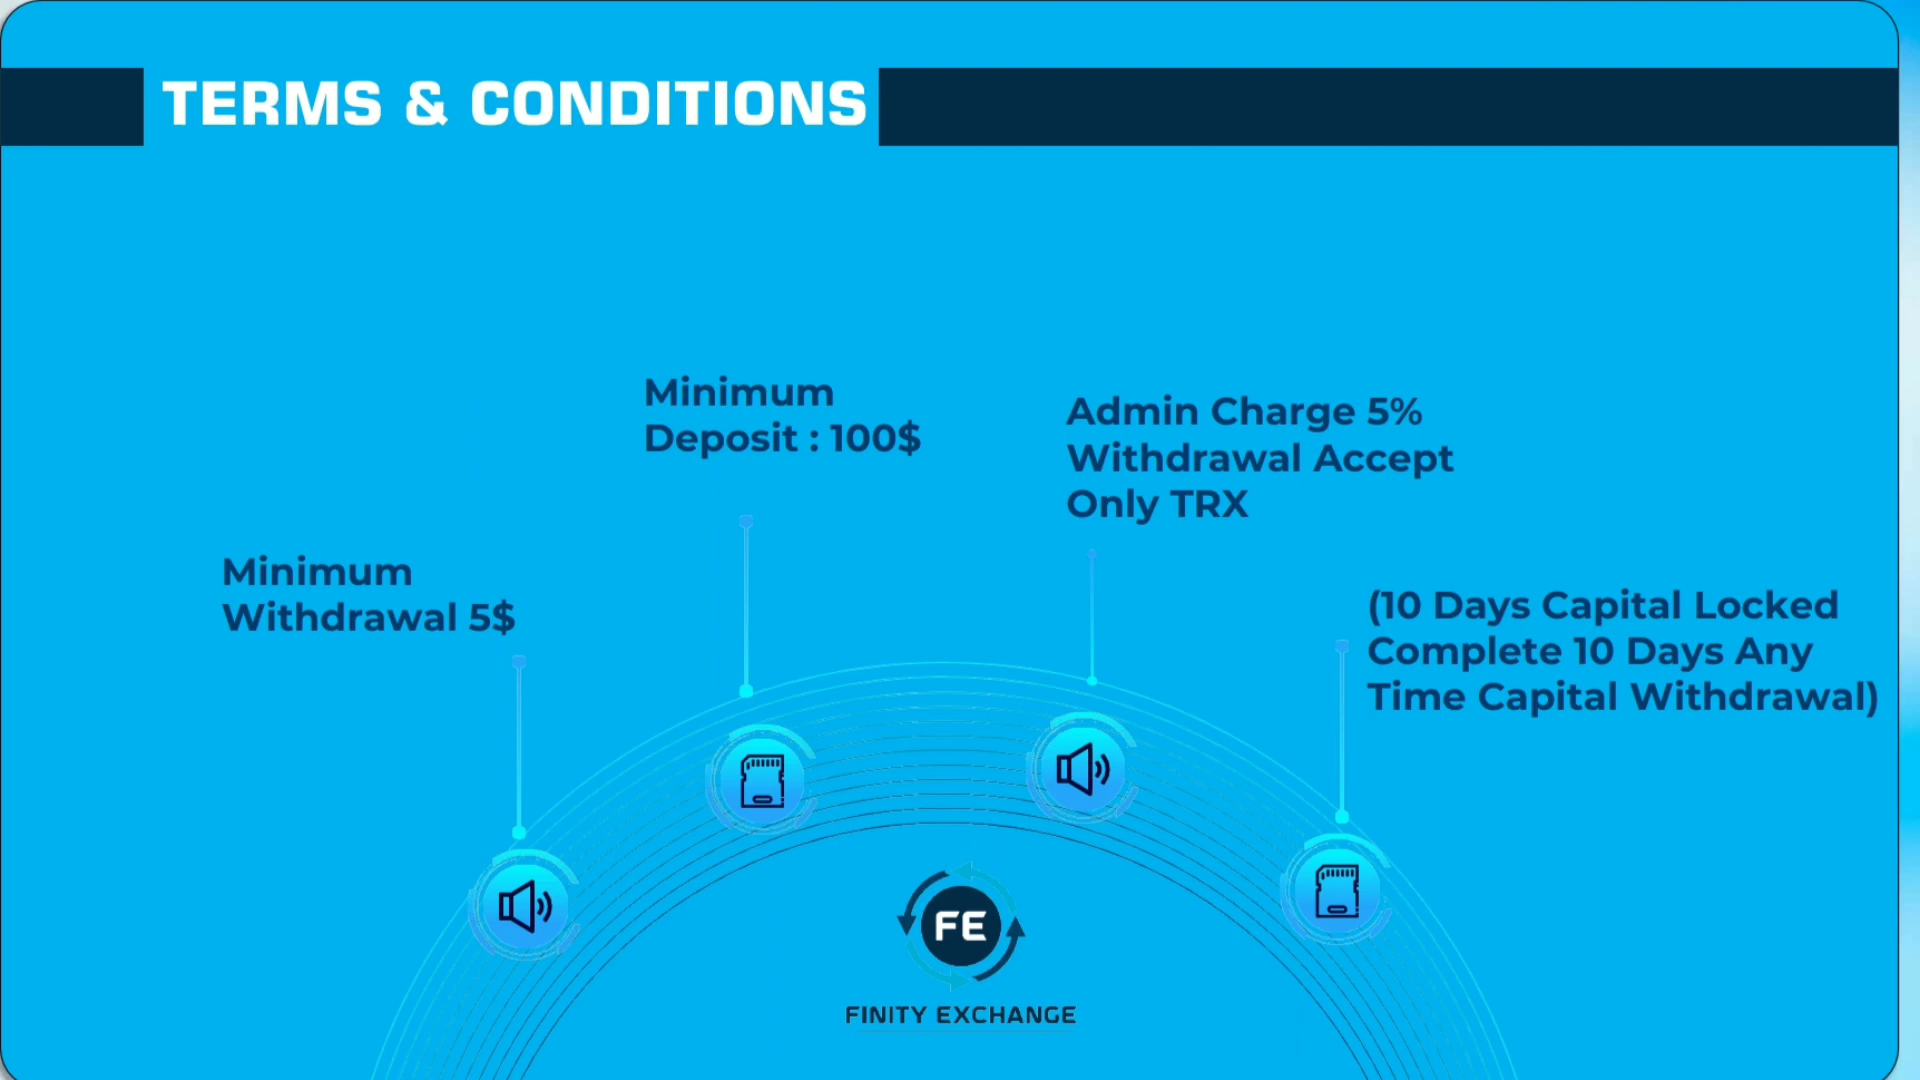 TERMS & CONDITIONS
Minimum
Deposit : 100$
Admin Charge 5%
Withdrawal Accept
Only TRX
Minimum
Withdrawal 5$
(10 Days Capital Locked
Complete 10 Days Any
Time Capital Withdrawal)
FE
FINITY EXCHANGE